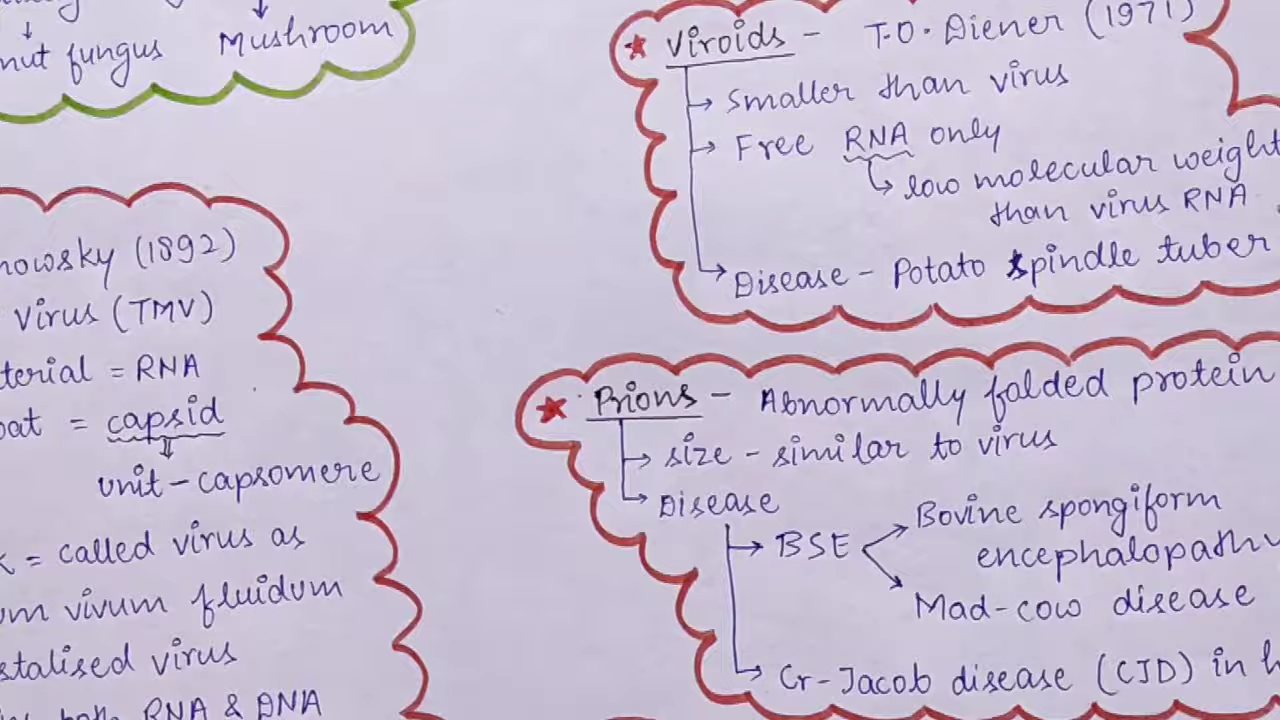 nut fungus Mushroom
Viroids - T.O. Diener (1971)
Smaller than virus
Free RNA only
low molecular weight
than virus RNA
Disease - Potato spindle tuber
nowsky (1892)
virus (TMV)
terial = RNA
oat = capsid
unit-capsomere
= called virus as
um vivum fluidum
stalised virus
both RNA & DNA
Prions - Abnormally folded protein
size - similar to virus
Disease
BSE
Bovine spongiform
encephalopathy
Mad-cow disease
Cr-Jacob disease (CJD) in h